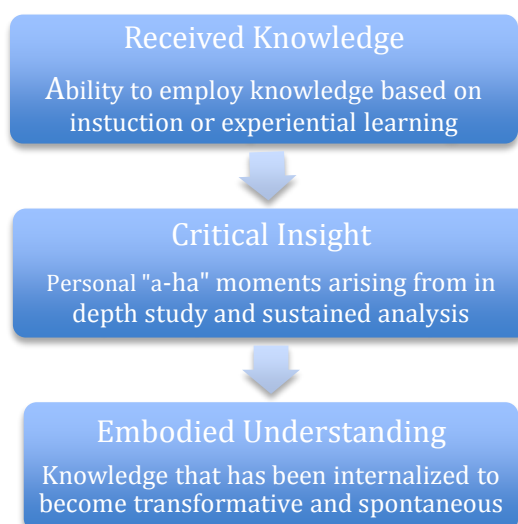 Received Knowledge
Ability to employ knowledge based on
instuction or experiential learning
Critical Insight
Personal "a-ha" moments arising from in
depth study and sustained analysis
Embodied Understanding
Knowledge that has been internalized to
become transformative and spontaneous